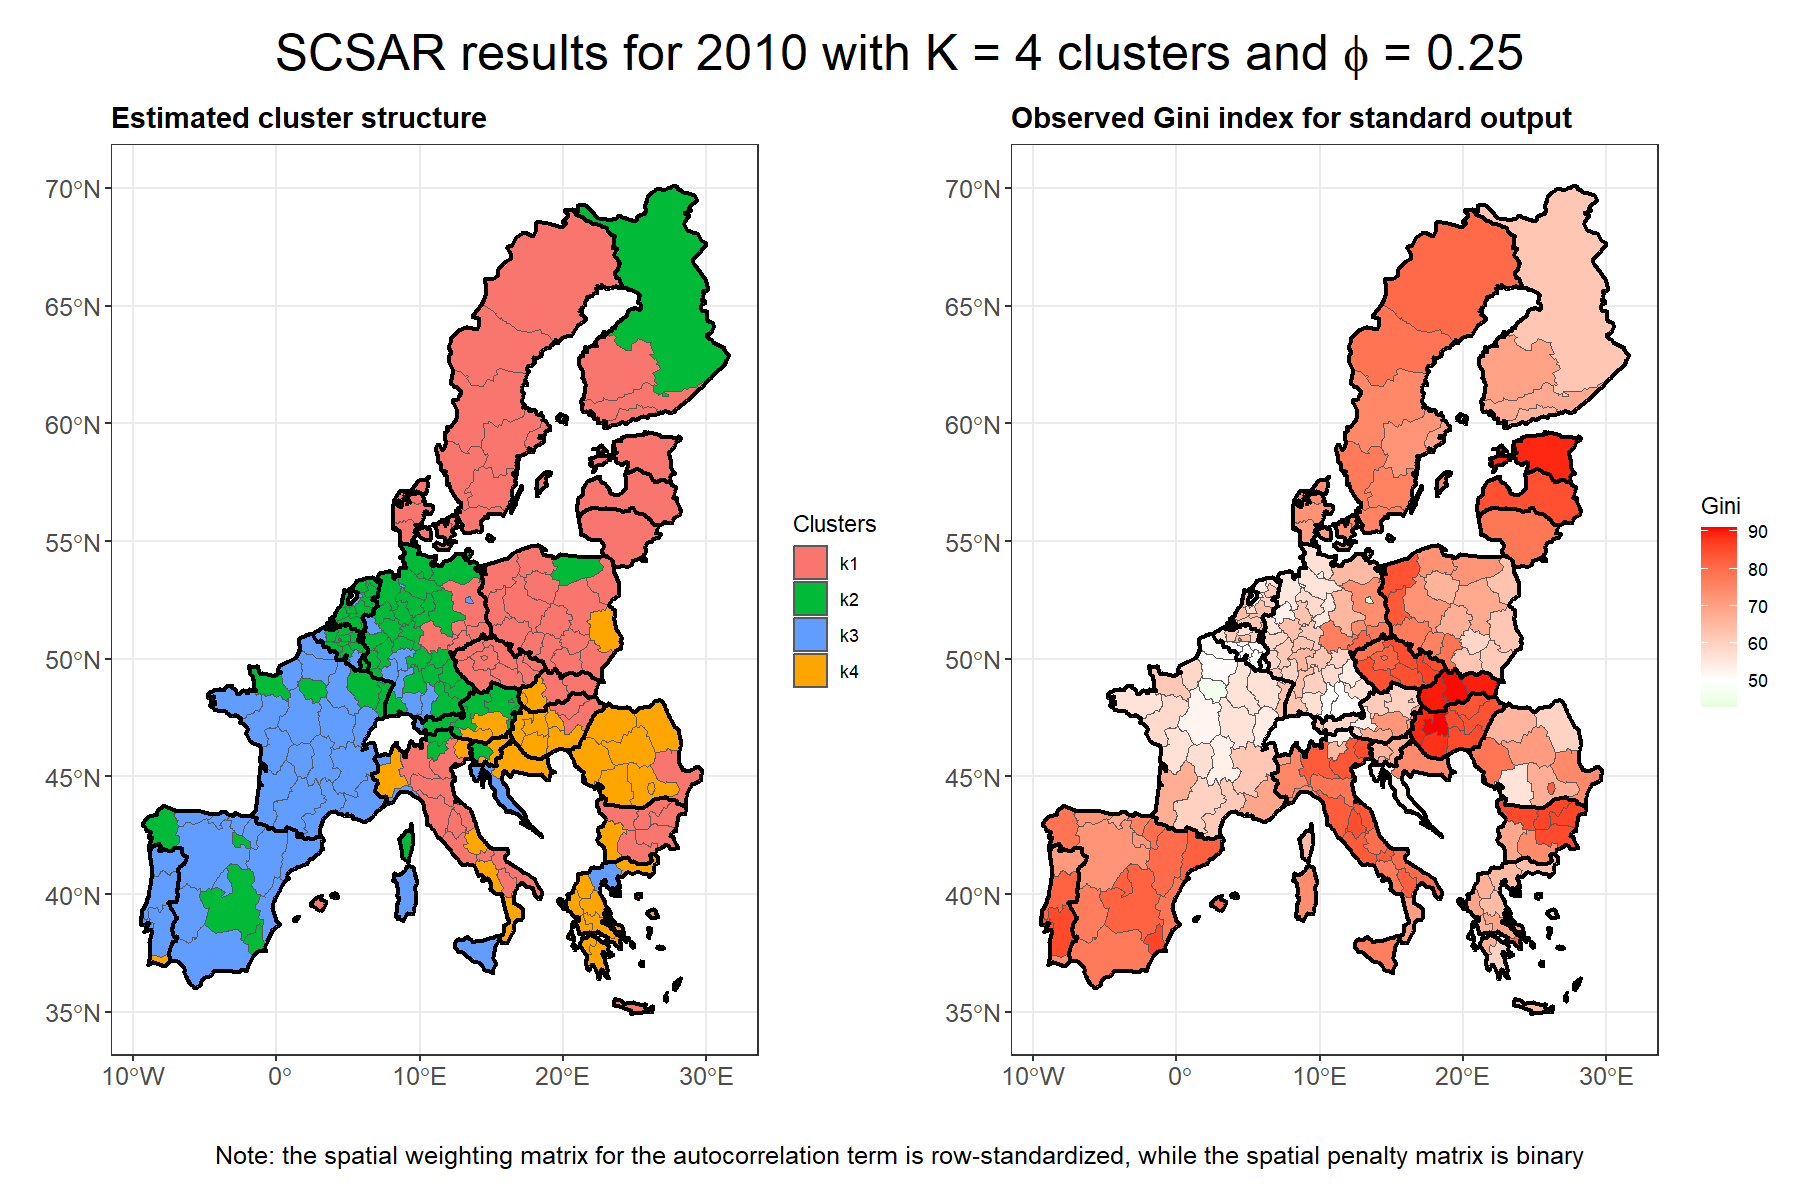 SCSAR results for 2010 with K = 4 clusters and ϕ = 0.25
Estimated cluster structure
70°N
65°N
60°N
55°N
50°N
45°N
40°N
35°N
10°W 0° 10°E 20°E 30°E
Clusters
k1
k2
k3
k4
Observed Gini index for standard output
70°N
65°N
60°N
55°N
50°N
45°N
40°N
35°N
10°W 0° 10°E 20°E 30°E
Gini
90
80
70
60
50
Note: the spatial weighting matrix for the autocorrelation term is row-standardized, while the spatial penalty matrix is binary